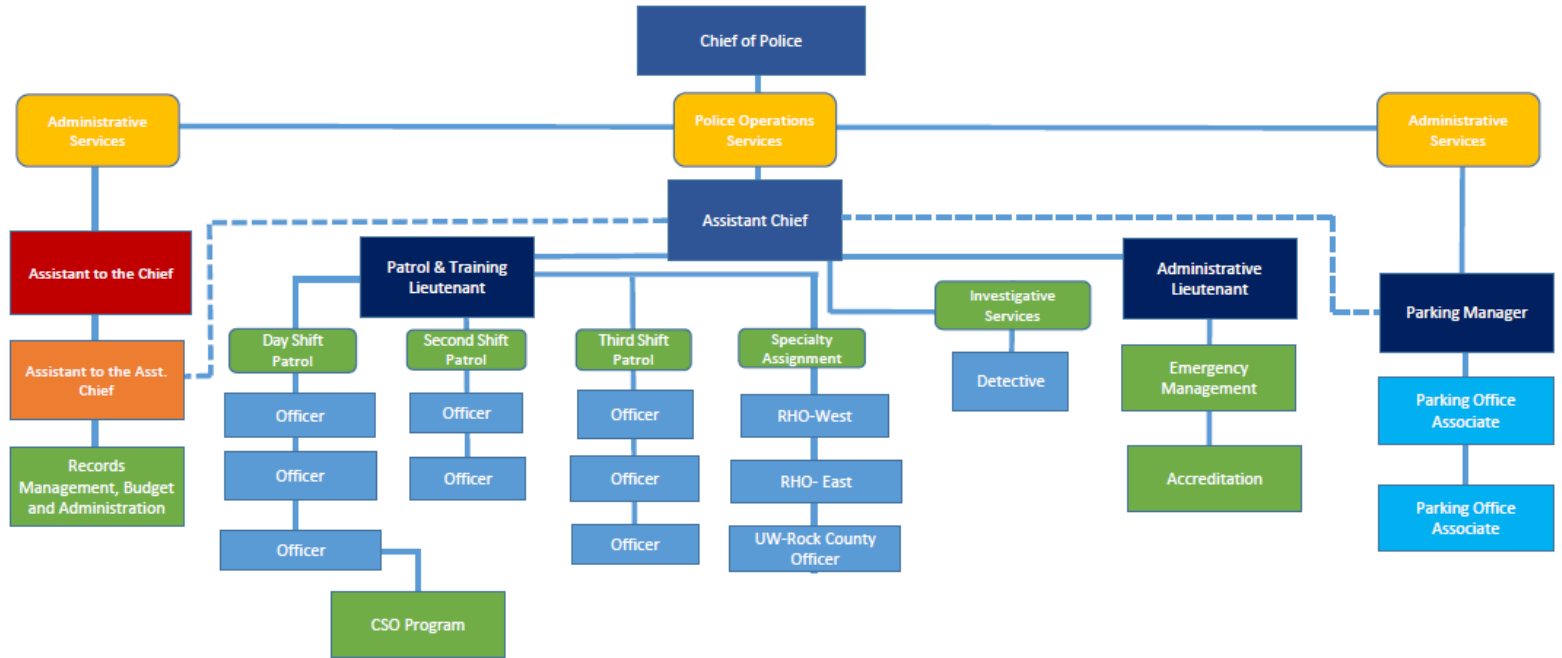 Chief of Police
Administrative
Services
Police Operations
Services
Administrative
Services
Assistant Chief
Assistant to the Chief
Patrol & Training
Lieutenant
Administrative
Lieutenant
Investigative
Services
Parking Manager
Day Shift
Patrol
Second Shift
Patrol
Third Shift
Patrol
Specialty
Assignment
Assistant to the Asst.
Chief
Detective
Emergency
Management
Parking Office
Associate
Officer
Officer
Officer
RHO-West
Records
Management, Budget
and Administration
Officer
Officer
Officer
RHO- East
Accreditation
Parking Office
Associate
Officer
Officer
UW-Rock County
Officer
CSO Program